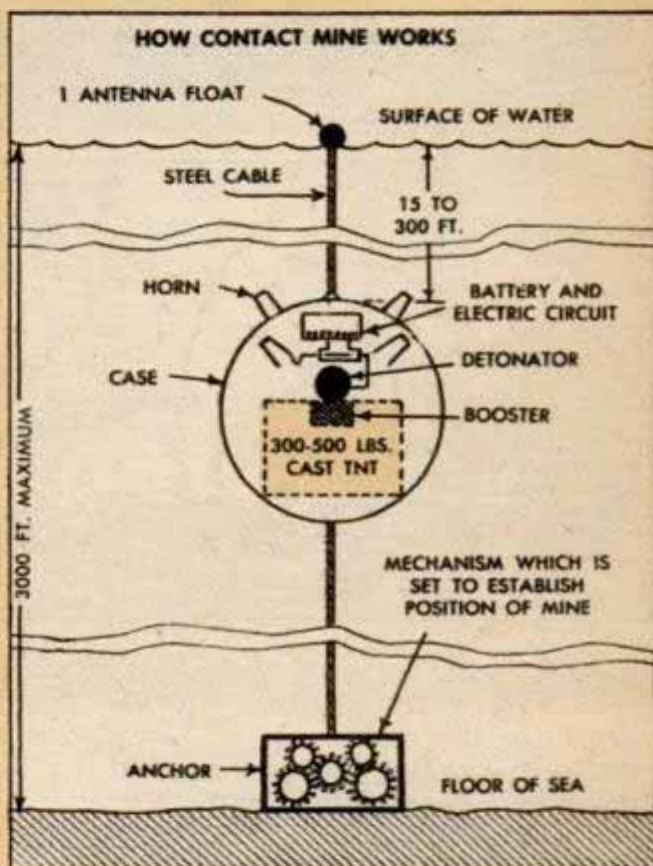 HOW CONTACT MINE WORKS
1 ANTENNA FLOAT
SURFACE OF WATER
STEEL CABLE
15 TO
300 FT.
HORN
BATTERY AND
ELECTRIC CIRCUIT
CASE
DETONATOR
BOOSTER
300-500 LBS.
CAST TNT
3000 FT. MAXIMUM
MECHANISM WHICH IS
SET TO ESTABLISH
POSITION OF MINE
ANCHOR
FLOOR OF SEA